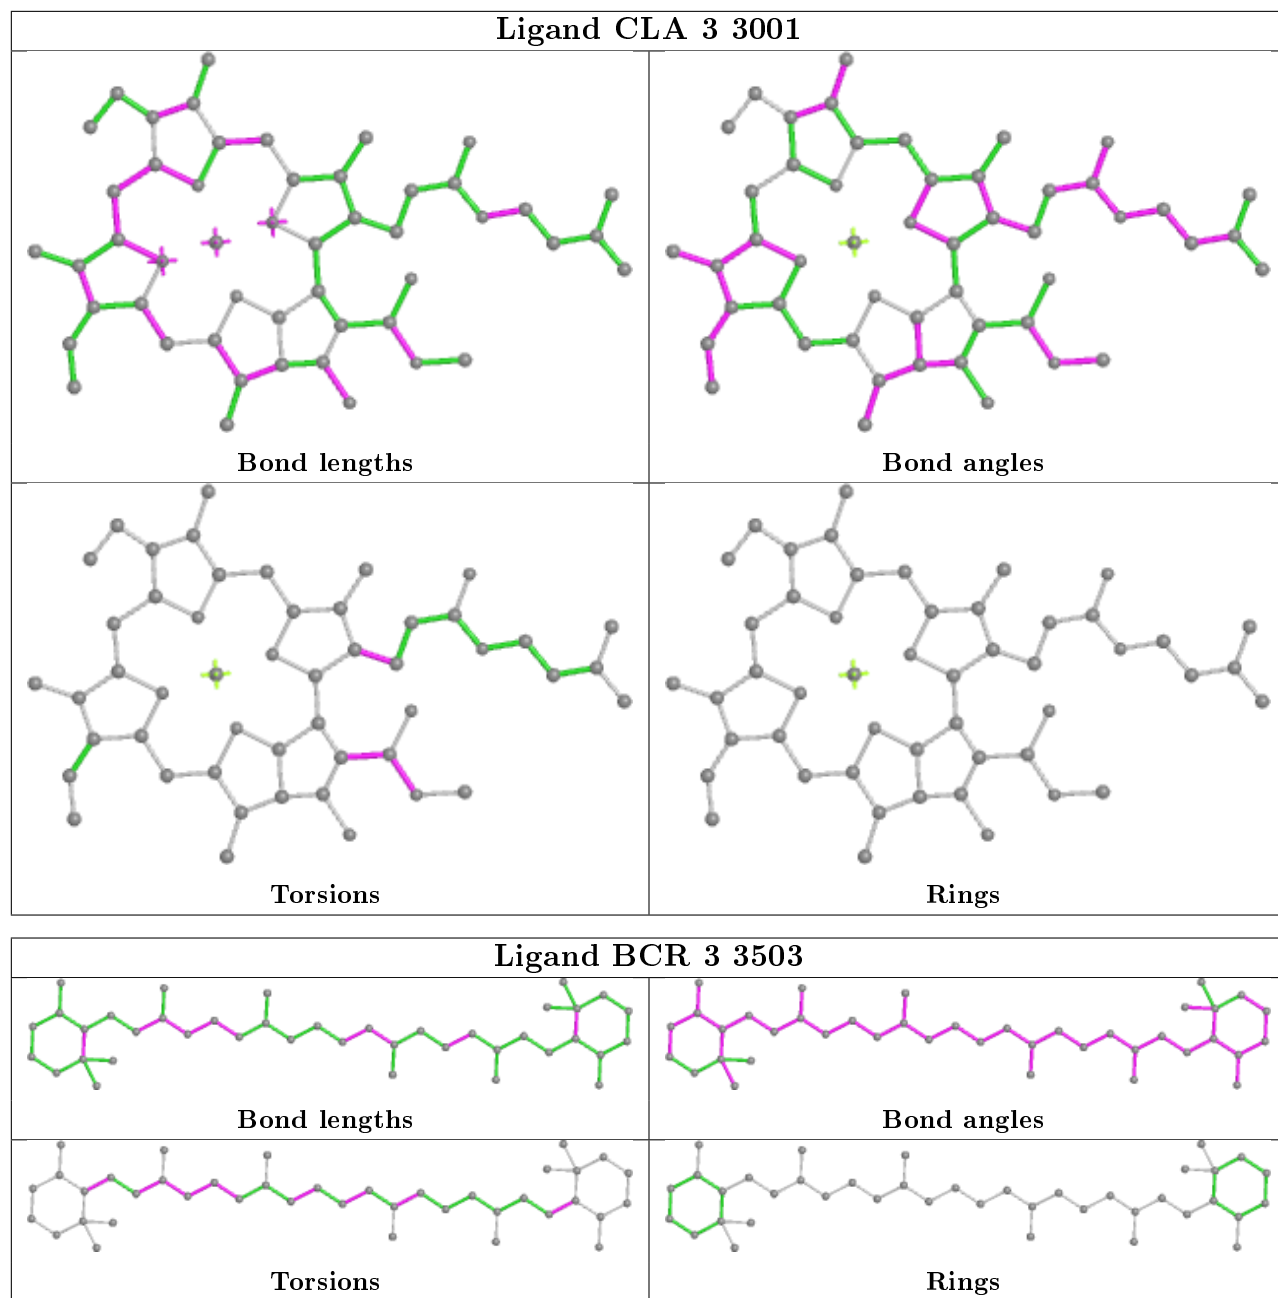 Ligand CLA 3 3001
Bond lengths
Bond angles
Torsions
Rings
Ligand BCR 3 3503
Bond lengths
Bond angles
Torsions
Rings